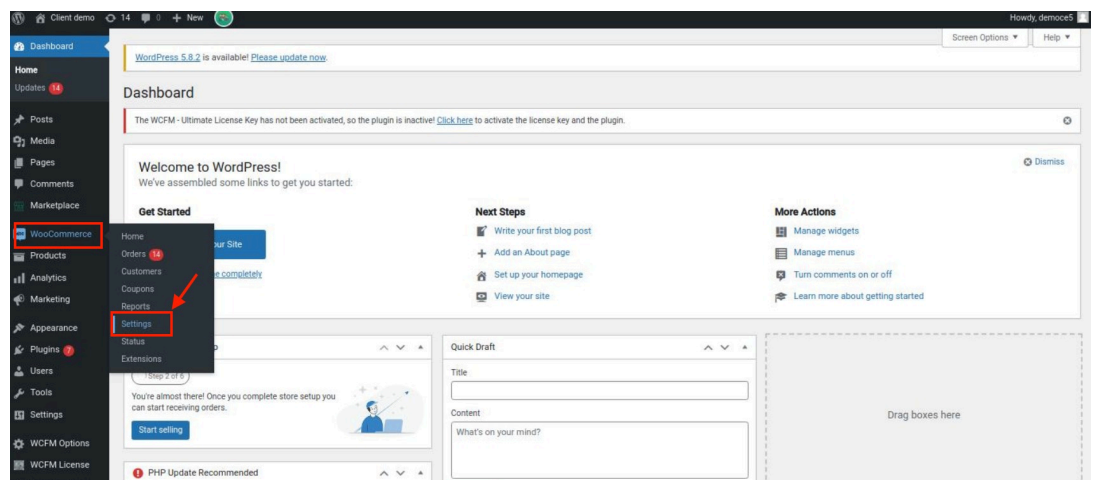 Client demo 14 0 + New Howdy, democe5
Screen Options ▼ Help ▼
Dashboard
Home
Updates 14
Posts
Media
Pages
Comments
Marketplace
WooCommerce
Products
Analytics
Marketing
Appearance
Plugins 7
Users
Tools
Settings
WCFM Options
WCFM License
Home
Orders 14
Customers
Coupons
Reports
Settings
Status
Extensions
WordPress 5.8.2 is available! Please update now.
Dashboard
The WCFM - Ultimate License Key has not been activated, so the plugin is inactive! Click here to activate the license key and the plugin.
Welcome to WordPress!
Dismiss
We've assembled some links to get you started:
Get Started
our Site
completely
Next Steps
Write your first blog post
Add an About page
Set up your homepage
View your site
More Actions
Manage widgets
Manage menus
Turn comments on or off
Learn more about getting started
Step 2 of 6
You're almost there! Once you complete store setup you
can start receiving orders.
Start selling
PHP Update Recommended
Quick Draft
Title
Content
What's on your mind?
Drag boxes here